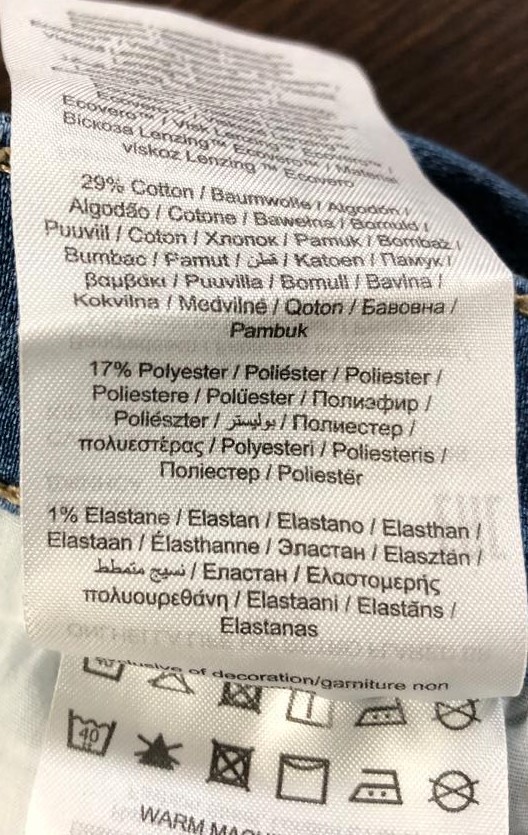 Ecovero™ / Visk Lenzing™ Ecovero™ /
Віскоза Lenzing™ Ecovero™ / Material
viskoz Lenzing™ Ecovero
29% Cotton / Baumwolle / Algodón /
Algodão / Cotone / Bawełna / Bomuld /
Puuvill / Coton / Хлопок / Pamuk / Bombaž /
Bumbac / Pamut / قطن / Katoen / Памук /
βαμβάκι / Puuvilla / Bomull / Bavlna /
Kokvilna / Medvilnė / Qoton / Бавовна /
Pambuk
17% Polyester / Poliéster / Poliester /
Poliestere / Polüester / Полиэфир /
Poliészter / بوليستر / Полиестер /
πολυεστέρας / Polyesteri / Poliesteris /
Поліестер / Poliestër
1% Elastane / Elastan / Elastano / Elasthan /
Elastaan / Élasthanne / Эластан / Elasztán /
نسيج متمطط / Еластан / Ελαστομερής
πολυουρεθάνη / Elastaani / Elastāns /
Elastanas
of decoration/garniture non
40
WARM